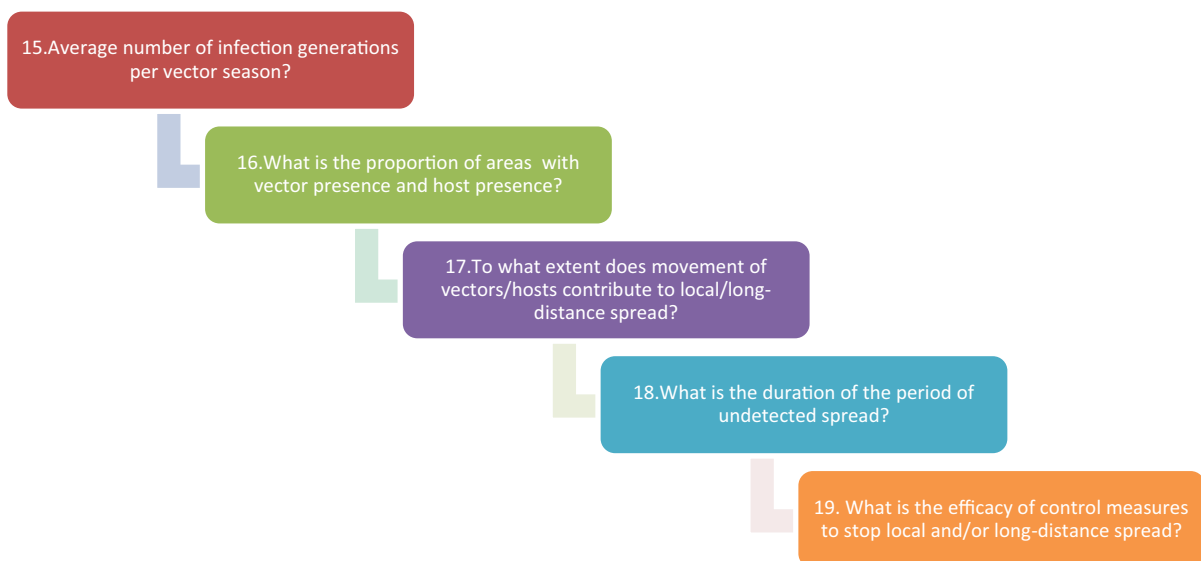 15.Average number of infection generations
per vector season?
16.What is the proportion of areas  with
vector presence and host presence?
17.To what extent does movement of
vectors/hosts contribute to local/long-
distance spread?
18.What is the duration of the period of
undetected spread?
19. What is the efficacy of control measures
to stop local and/or long-distance spread?